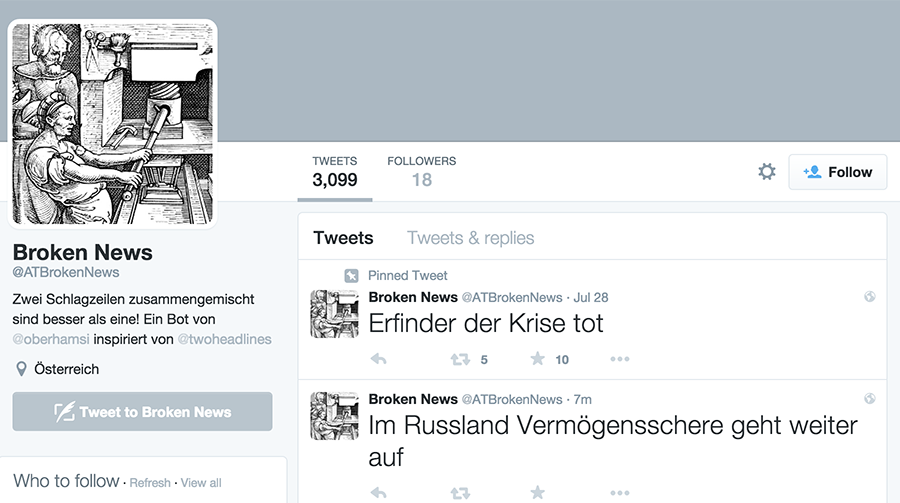 TWEETS
3,099
FOLLOWERS
18
Follow
Broken News
@ATBrokenNews
Zwei Schlagzeilen zusammengemischt
sind besser als eine! Ein Bot von
@oberhamsi inspiriert von @twoheadlines
Österreich
Tweet to Broken News
Who to follow · Refresh · View all
Tweets Tweets & replies
Pinned Tweet
Broken News @ATBrokenNews · Jul 28
Erfinder der Krise tot
5 10
Broken News @ATBrokenNews · 7m
Im Russland Vermögensschere geht weiter
auf